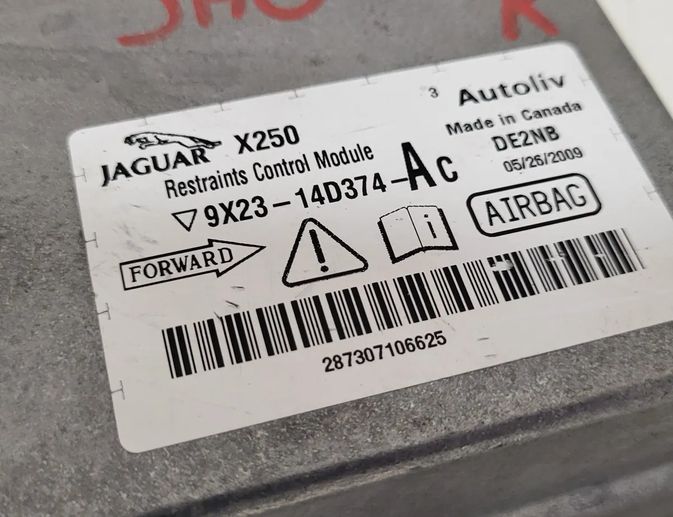 3 Autoliv
JAGUAR X250
Made in Canada
Restraints Control Module
DE2NB
05/26/2009
9X23-14D374-Ac
AIRBAG
FORWARD
i
!
287307106625